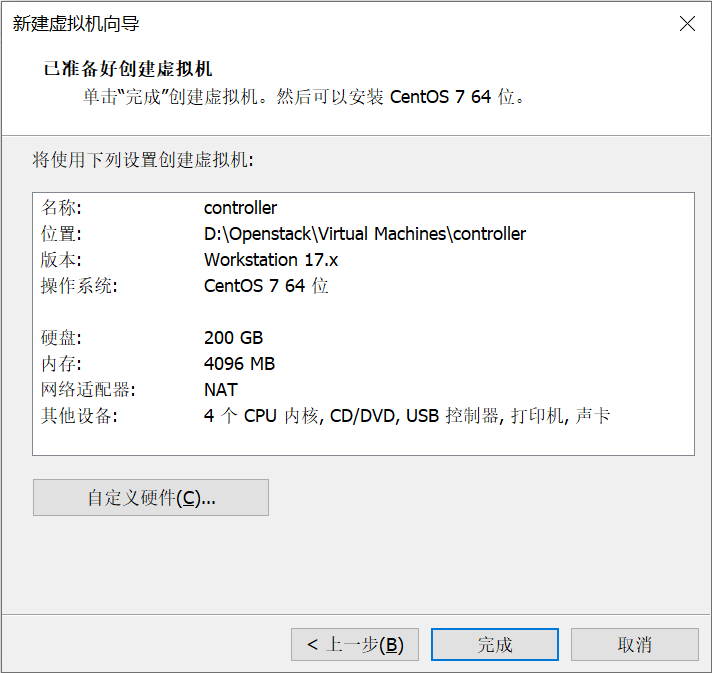 新建虚拟机向导
已准备好创建虚拟机
单击“完成”创建虚拟机。然后可以安装 CentOS 7 64 位。
将使用下列设置创建虚拟机:
名称: controller
位置: D:\Openstack\Virtual Machines\controller
版本: Workstation 17.x
操作系统: CentOS 7 64 位
硬盘: 200 GB
内存: 4096 MB
网络适配器: NAT
其他设备: 4 个 CPU 内核, CD/DVD, USB 控制器, 打印机, 声卡
自定义硬件(C)...
< 上一步(B) 完成 取消